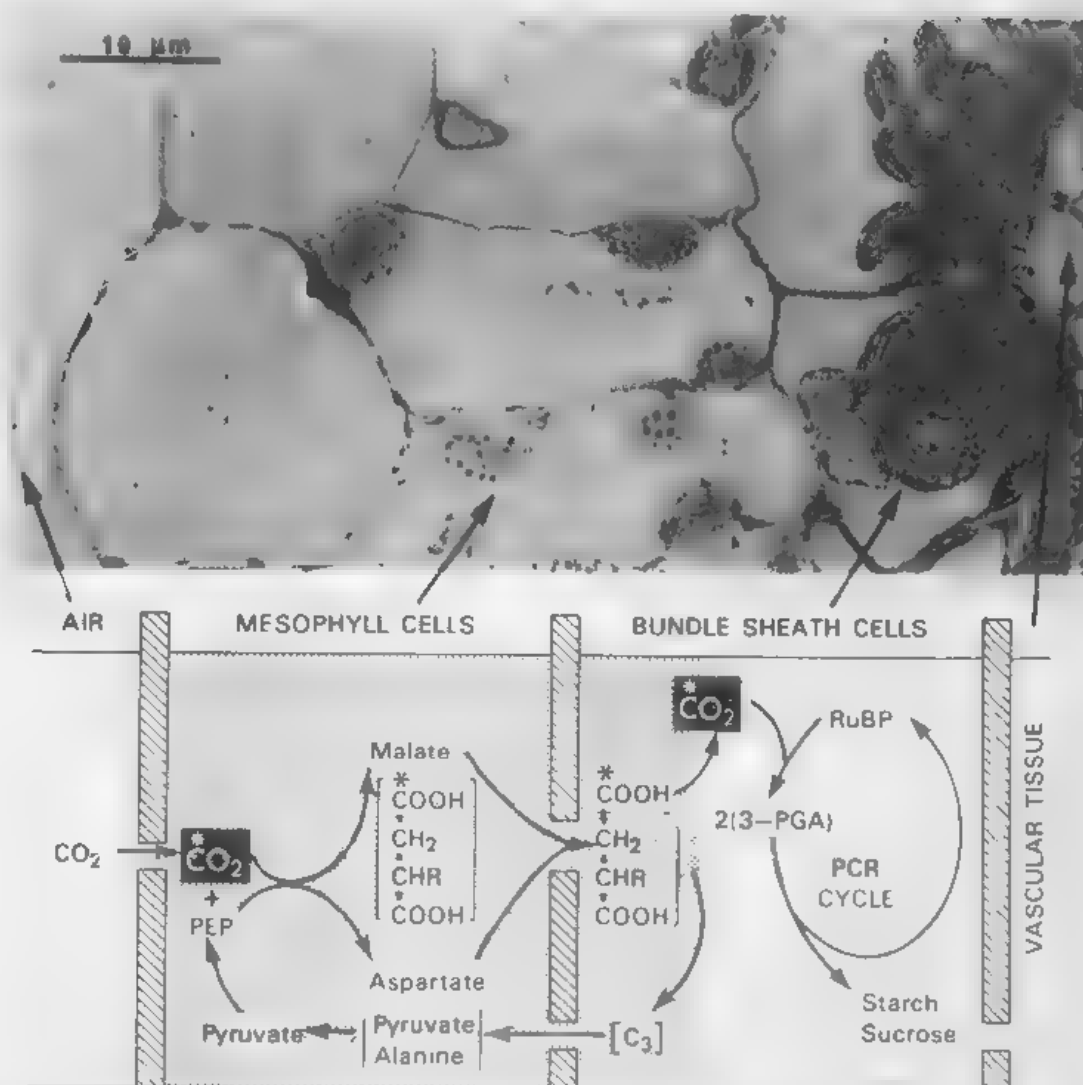 10 µm
AIR
MESOPHYLL CELLS
BUNDLE SHEATH CELLS
VASCULAR TISSUE
CO₂
*CO₂
+
PEP
Malate
*
COOH
CH₂
CHR
COOH
Aspartate
Pyruvate
Pyruvate
Alanine
*
COOH
CH₂
CHR
COOH
[C₃]
*CO₂
RuBP
2(3-PGA)
PCR
CYCLE
Starch
Sucrose